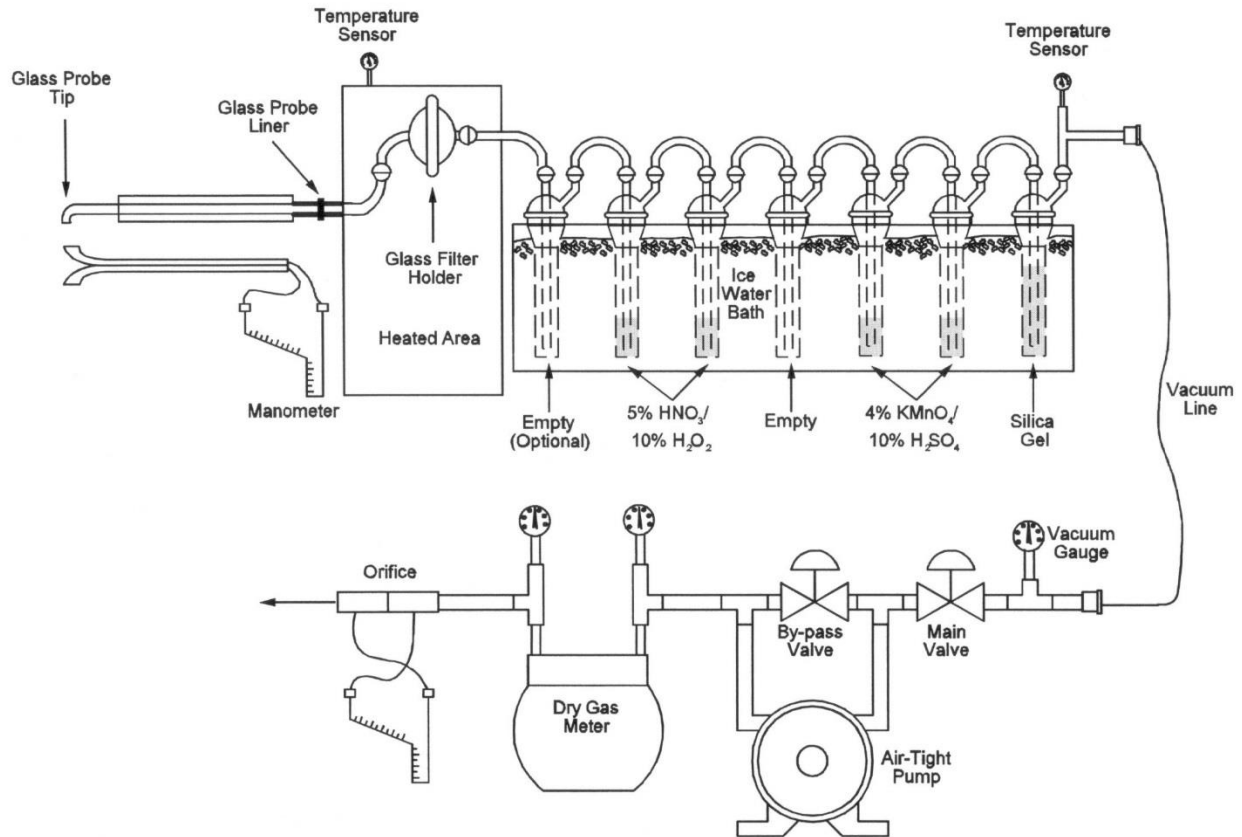 Temperature
Sensor
Temperature
Sensor
Glass Probe
Tip
Glass Probe
Liner
Glass Filter
Holder
Heated Area
Manometer
Ice
Water
Bath
Empty
(Optional)
5% HNO₃/
10% H₂O₂
Empty
4% KMnO₄/
10% H₂SO₄
Silica
Gel
Vacuum
Line
Vacuum
Gauge
Orifice
By-pass
Valve
Main
Valve
Dry Gas
Meter
Air-Tight
Pump